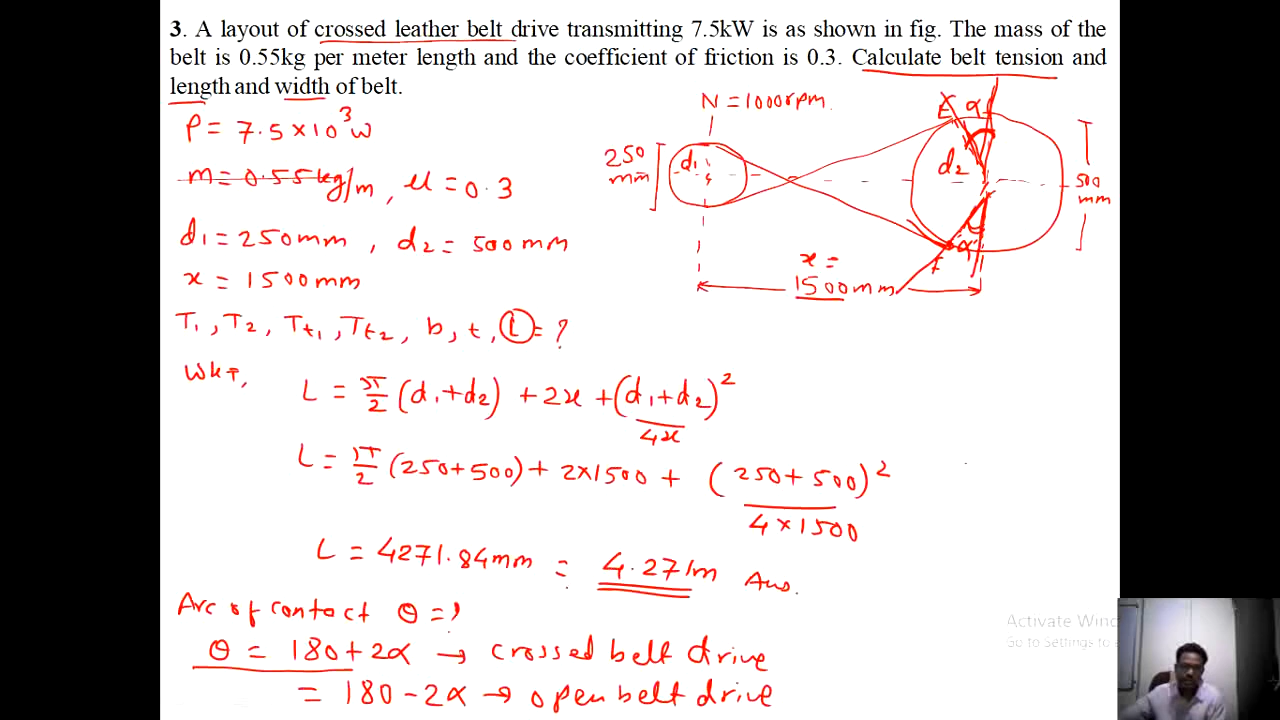 3. A layout of crossed leather belt drive transmitting 7.5kW is as shown in fig. The mass of the
belt is 0.55kg per meter length and the coefficient of friction is 0.3. Calculate belt tension and
length and width of belt.
N = 1000rpm
P = 7.5 × 10³ W
250 mm
d₁
d₂
E α
500 mm
m = 0.55 kg/m, μ = 0.3
d₁ = 250mm, d₂ = 500 mm
F α
x = 1500mm
x = 1500mm
T₁, T₂, Tt₁, Tt₂, b, t, L = ?
WKT,
L = π/2 (d₁+d₂) + 2x + (d₁+d₂)²/4x
L = π/2 (250+500) + 2×1500 + (250+500)²/4×1500
L = 4271.84mm = 4.271m Ans.
Arc of contact θ = ?
θ = 180+2α → crossed belt drive
= 180-2α → open belt drive
Activate Wind
Go to Settings to a